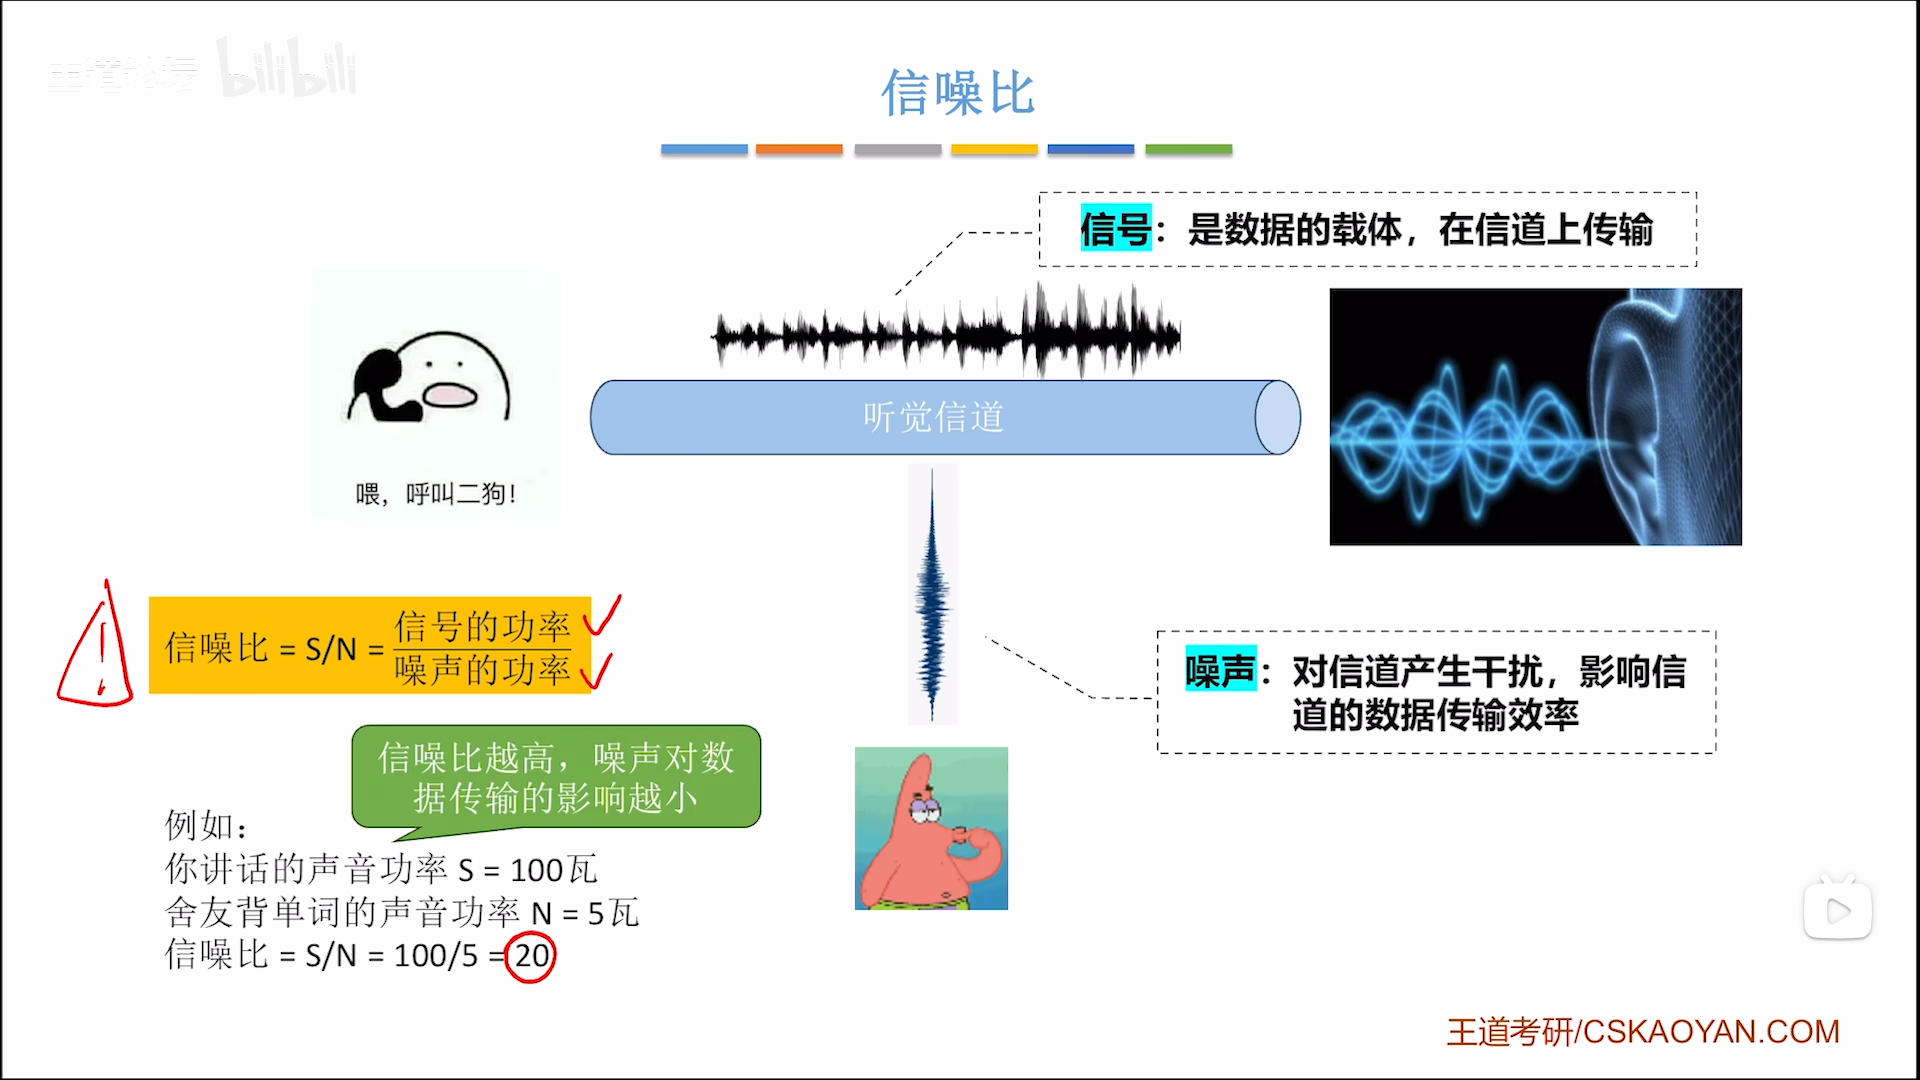 王道论坛 bilibili
信噪比
信号：是数据的载体，在信道上传输
听觉信道
喂，呼叫二狗！
信噪比 = S/N = 信号的功率
噪声的功率
噪声：对信道产生干扰，影响信
道的数据传输效率
信噪比越高，噪声对数
据传输的影响越小
例如：
你讲话的声音功率 S = 100瓦
舍友背单词的声音功率 N = 5瓦
信噪比 = S/N = 100/5 = 20
王道考研/CSKAOYAN.COM